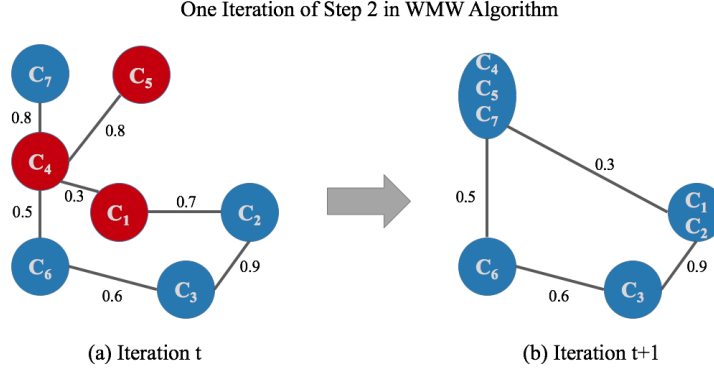 One Iteration of Step 2 in WMW Algorithm
C₇
C₅
0.8
0.8
C₄
0.3
0.5
C₁
0.7
C₂
C₆
0.9
0.6
C₃
(a) Iteration t
C₄
C₅
C₇
0.3
0.5
C₁
C₂
C₆
0.9
0.6
C₃
(b) Iteration t+1